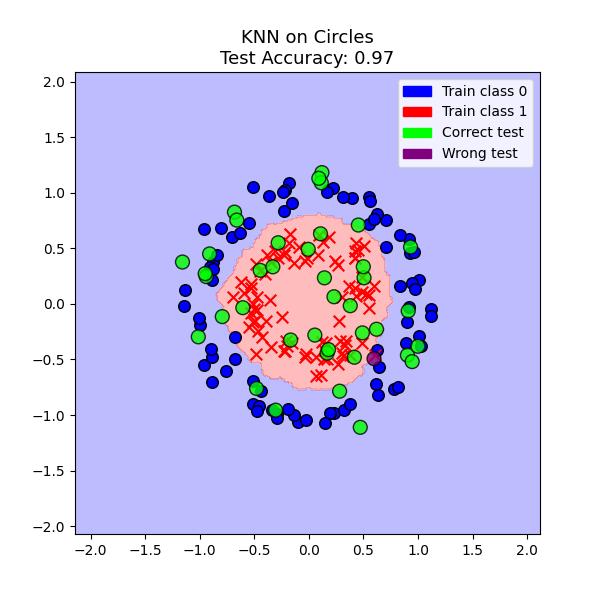 KNN on Circles
Test Accuracy: 0.97
Train class 0
Train class 1
Correct test
Wrong test
2.0
1.5
1.0
0.5
0.0
−0.5
−1.0
−1.5
−2.0
−2.0 −1.5 −1.0 −0.5 0.0 0.5 1.0 1.5 2.0